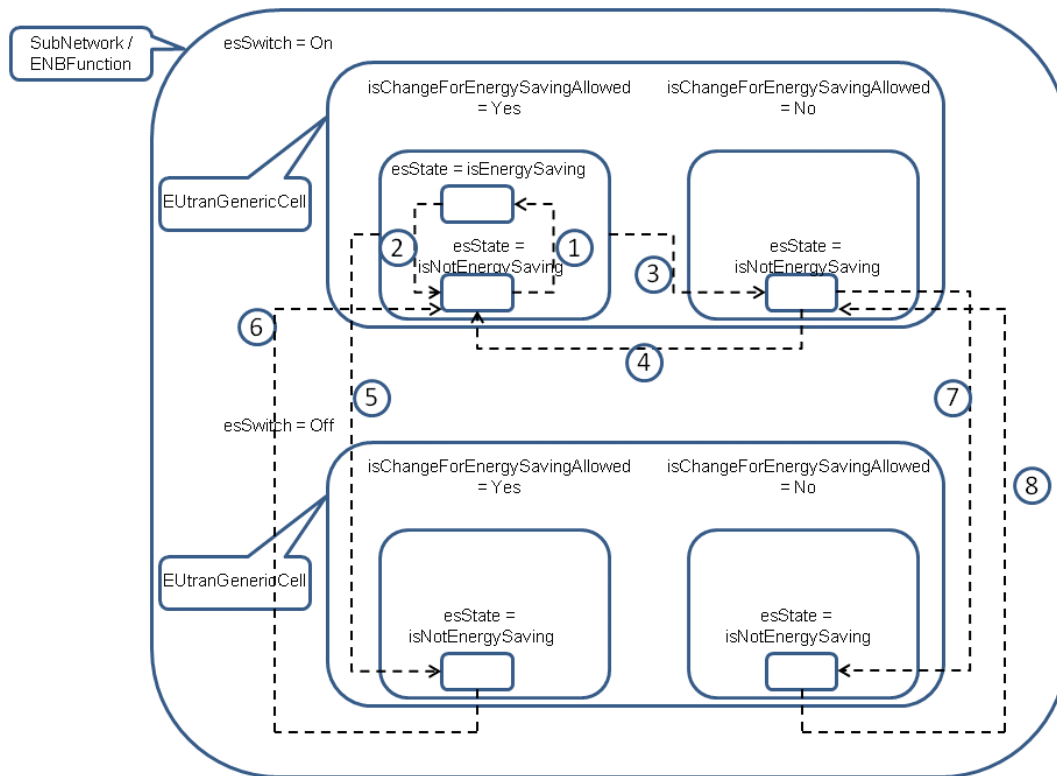 SubNetwork /
ENBFunction
esSwitch = On
isChangeForEnergySavingAllowed
= Yes
isChangeForEnergySavingAllowed
= No
EUtranGenericCell
esState = isEnergySaving
2
1
esState =
isNotEnergySaving
3
esState =
isNotEnergySaving
6
4
5
7
esSwitch = Off
isChangeForEnergySavingAllowed
= Yes
isChangeForEnergySavingAllowed
= No
8
EUtranGenericCell
esState =
isNotEnergySaving
esState =
isNotEnergySaving